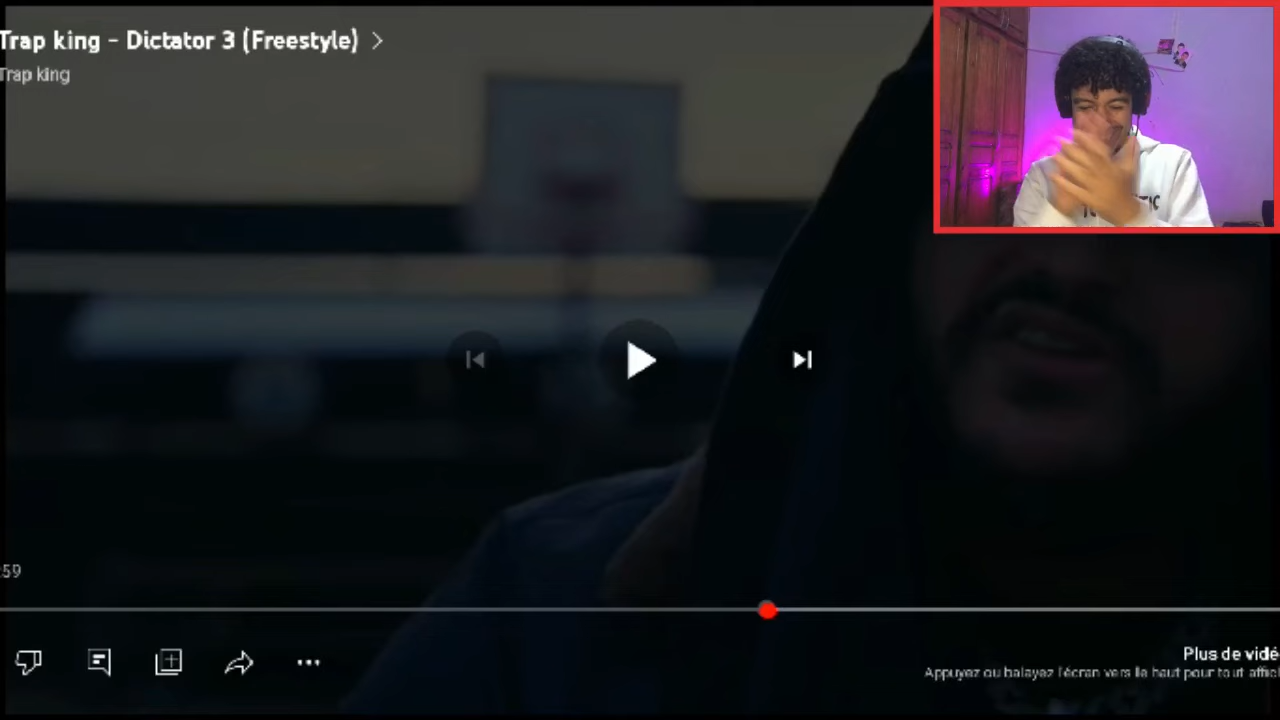 Trap king - Dictator 3 (Freestyle)
Trap king
:59
Plus de vidé
Appuyez ou balayez l'écran vers le haut pour tout affic